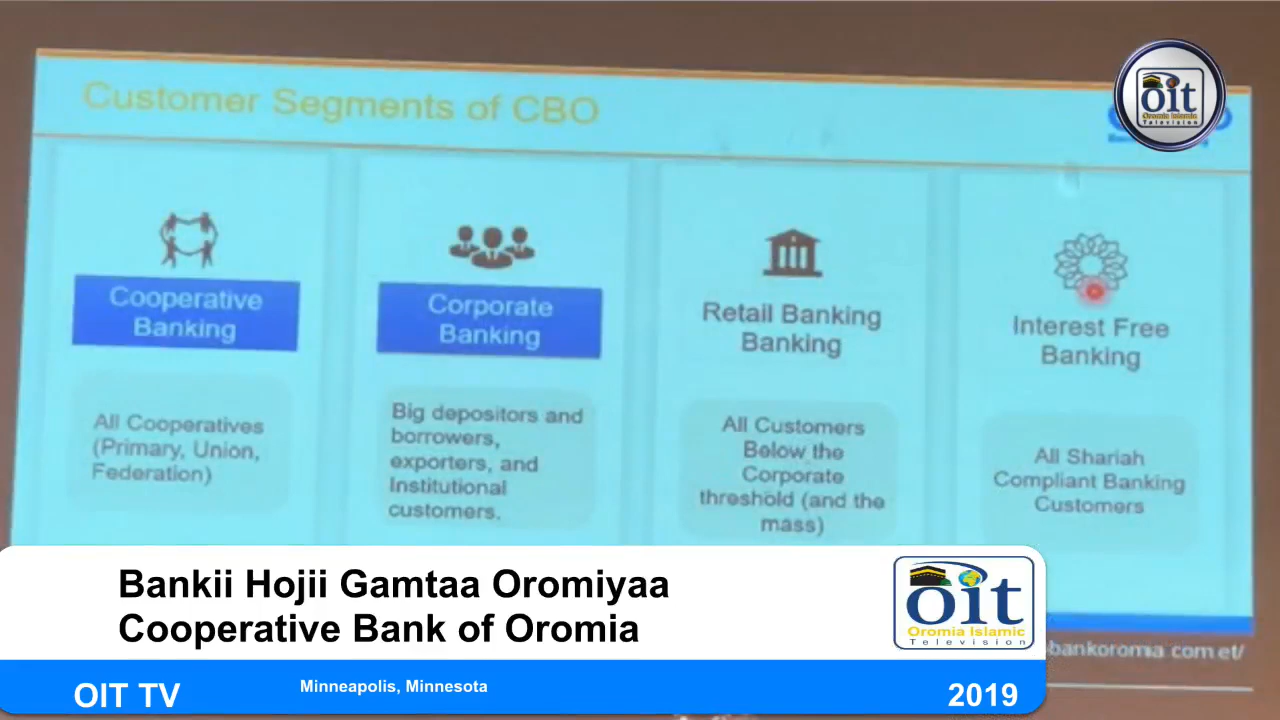 Customer Segments of CBO
oit
Oromia Islamic
Television
Cooperative
Banking
All Cooperatives
(Primary, Union,
Federation)
Corporate
Banking
Big depositors and
borrowers,
exporters, and
Institutional
customers.
Retail Banking
Banking
All Customers
Below the
Corporate
threshold (and the
mass)
Interest Free
Banking
All Shariah
Compliant Banking
Customers
bankoromia.com.et/
Bankii Hojii Gamtaa Oromiyaa
Cooperative Bank of Oromia
oit
Oromia Islamic
Television
OIT TV
Minneapolis, Minnesota
2019